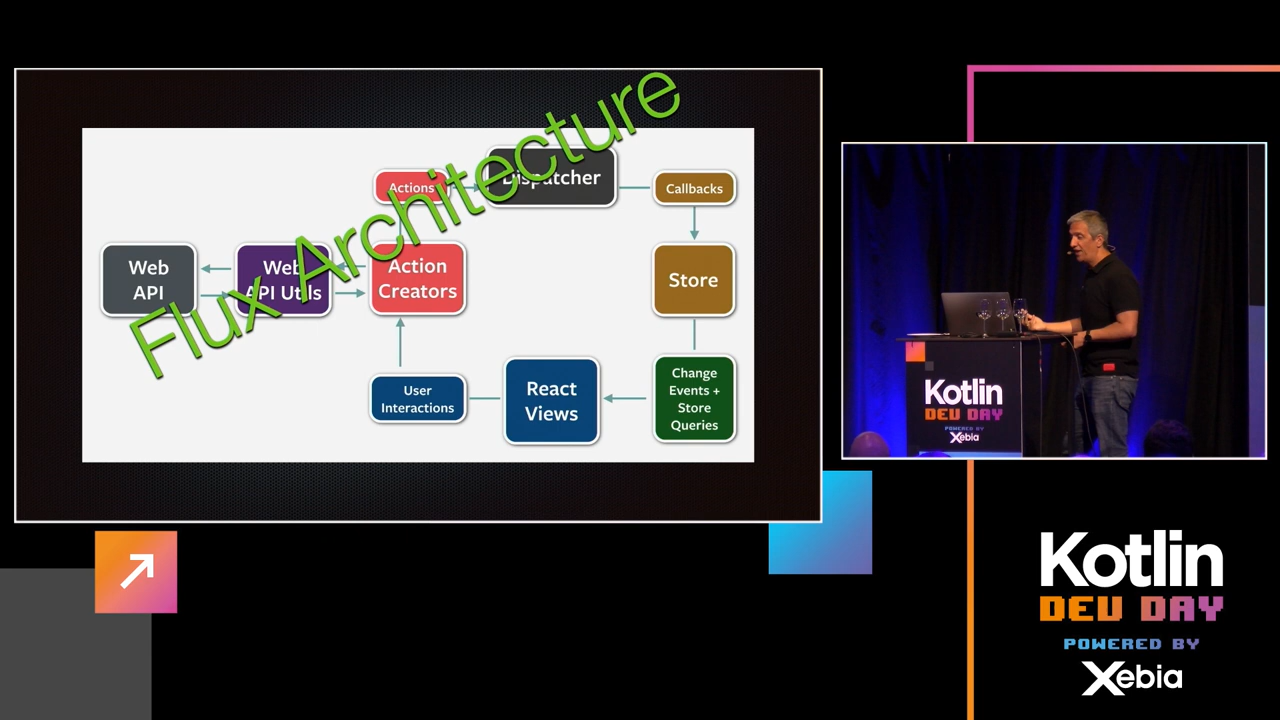 Flux Architecture
Actions
Dispatcher
Callbacks
Web
API
Web
API Utils
Action
Creators
Store
User
Interactions
React
Views
Change
Events +
Store
Queries
Kotlin
DEV DAY
POWERED BY
Xebia
Kotlin
DEV DAY
POWERED BY
Xebia